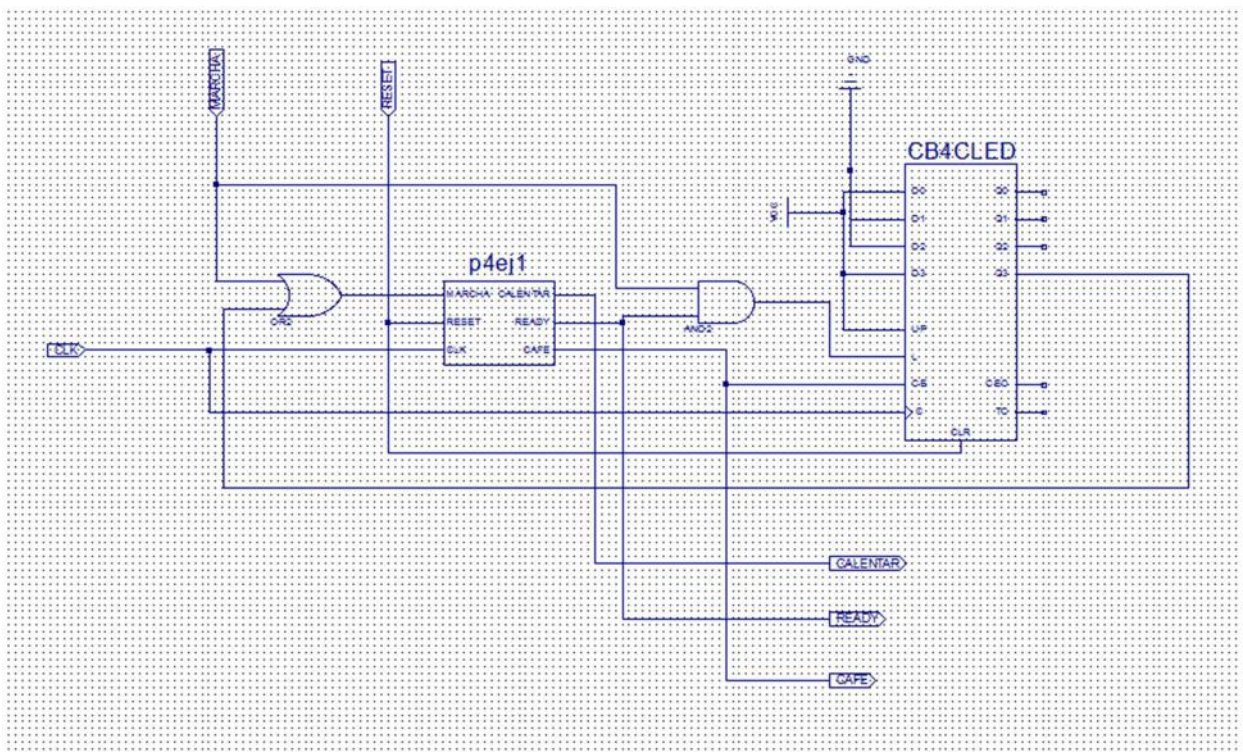 MARCHA
RESET
GND
CB4CLED
VCC
D0 Q0
D1 Q1
D2 Q2
D3 Q3
UP
L
CE CEO
C TC
CLR
p4ej1
MARCHA CALENTAR
RESET READY
CLK CAFE
OR2
AND2
CLK
CALENTAR
READY
CAFE